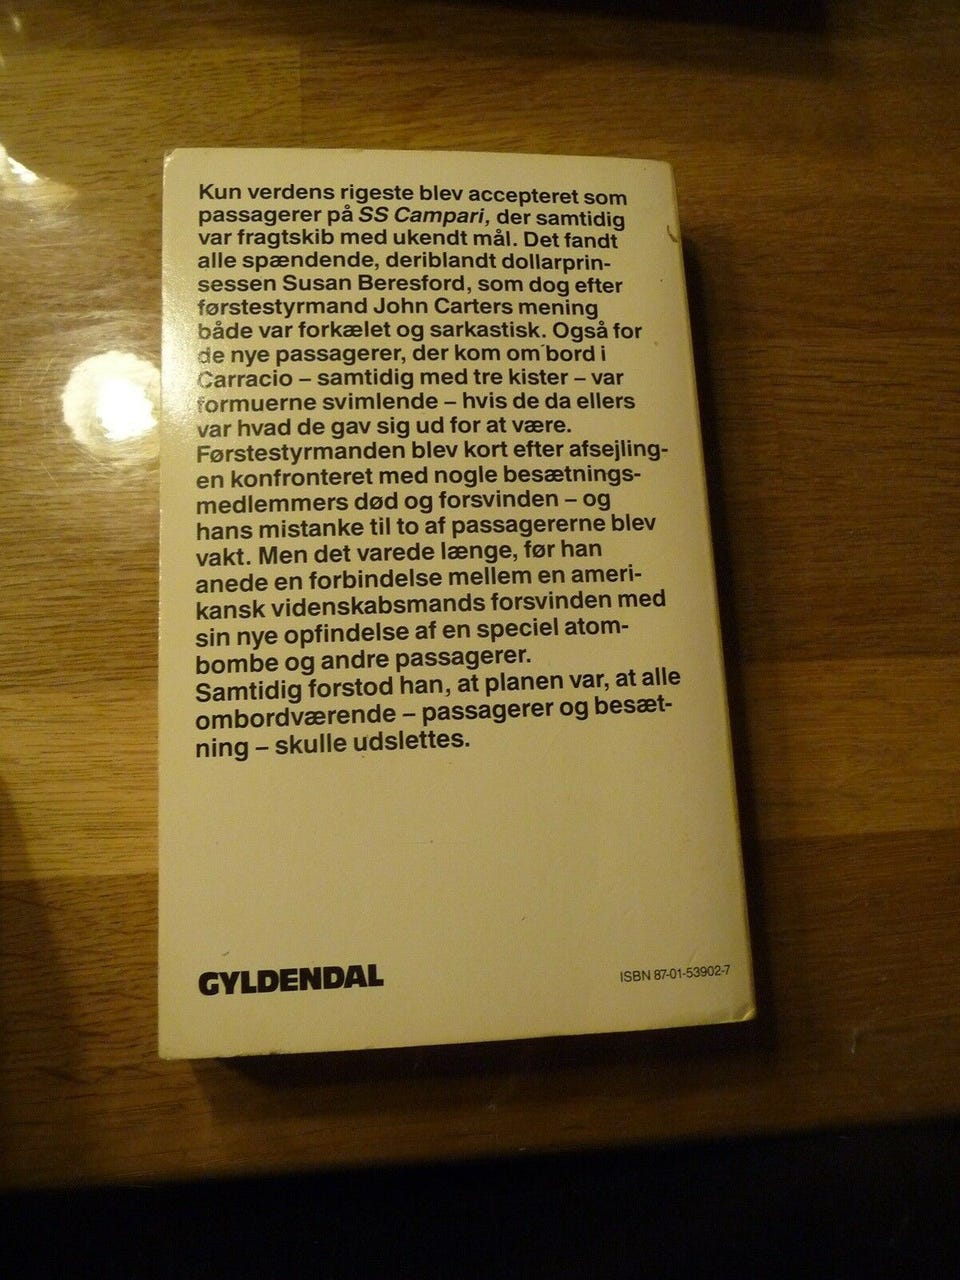 Kun verdens rigeste blev accepteret som
passagerer på SS Campari, der samtidig
var fragtskib med ukendt mål. Det fandt
alle spændende, deriblandt dollarprin-
sessen Susan Beresford, som dog efter
førstestyrmand John Carters mening
både var forkælet og sarkastisk. Også for
de nye passagerer, der kom ombord i
Carracio – samtidig med tre kister – var
formuerne svimlende – hvis de da ellers
var hvad de gav sig ud for at være.
Førstestyrmanden blev kort efter afsejling-
en konfronteret med nogle besætnings-
medlemmers død og forsvinden – og
hans mistanke til to af passagererne blev
vakt. Men det varede længe, før han
anede en forbindelse mellem en ameri-
kansk videnskabsmands forsvinden med
sin nye opfindelse af en speciel atom-
bombe og andre passagerer.
Samtidig forstod han, at planen var, at alle
ombordværende – passagerer og besæt-
ning – skulle udslettes.
GYLDENDAL
ISBN 87-01-53902-7